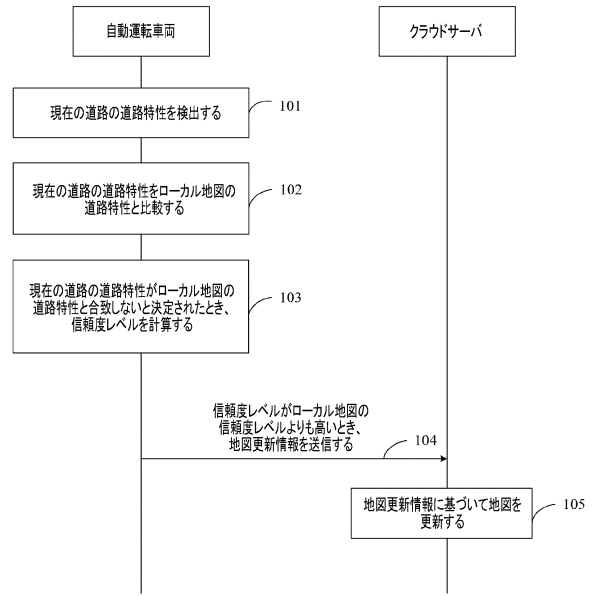 自動運転車両
クラウドサーバ
現在の道路の道路特性を検出する
101
現在の道路の道路特性をローカル地図の
道路特性と比較する
102
現在の道路の道路特性がローカル地図の
道路特性と合致しないと決定されたとき、
信頼度レベルを計算する
103
信頼度レベルがローカル地図の
信頼度レベルよりも高いとき、
地図更新情報を送信する
104
地図更新情報に基づいて地図を
更新する
105